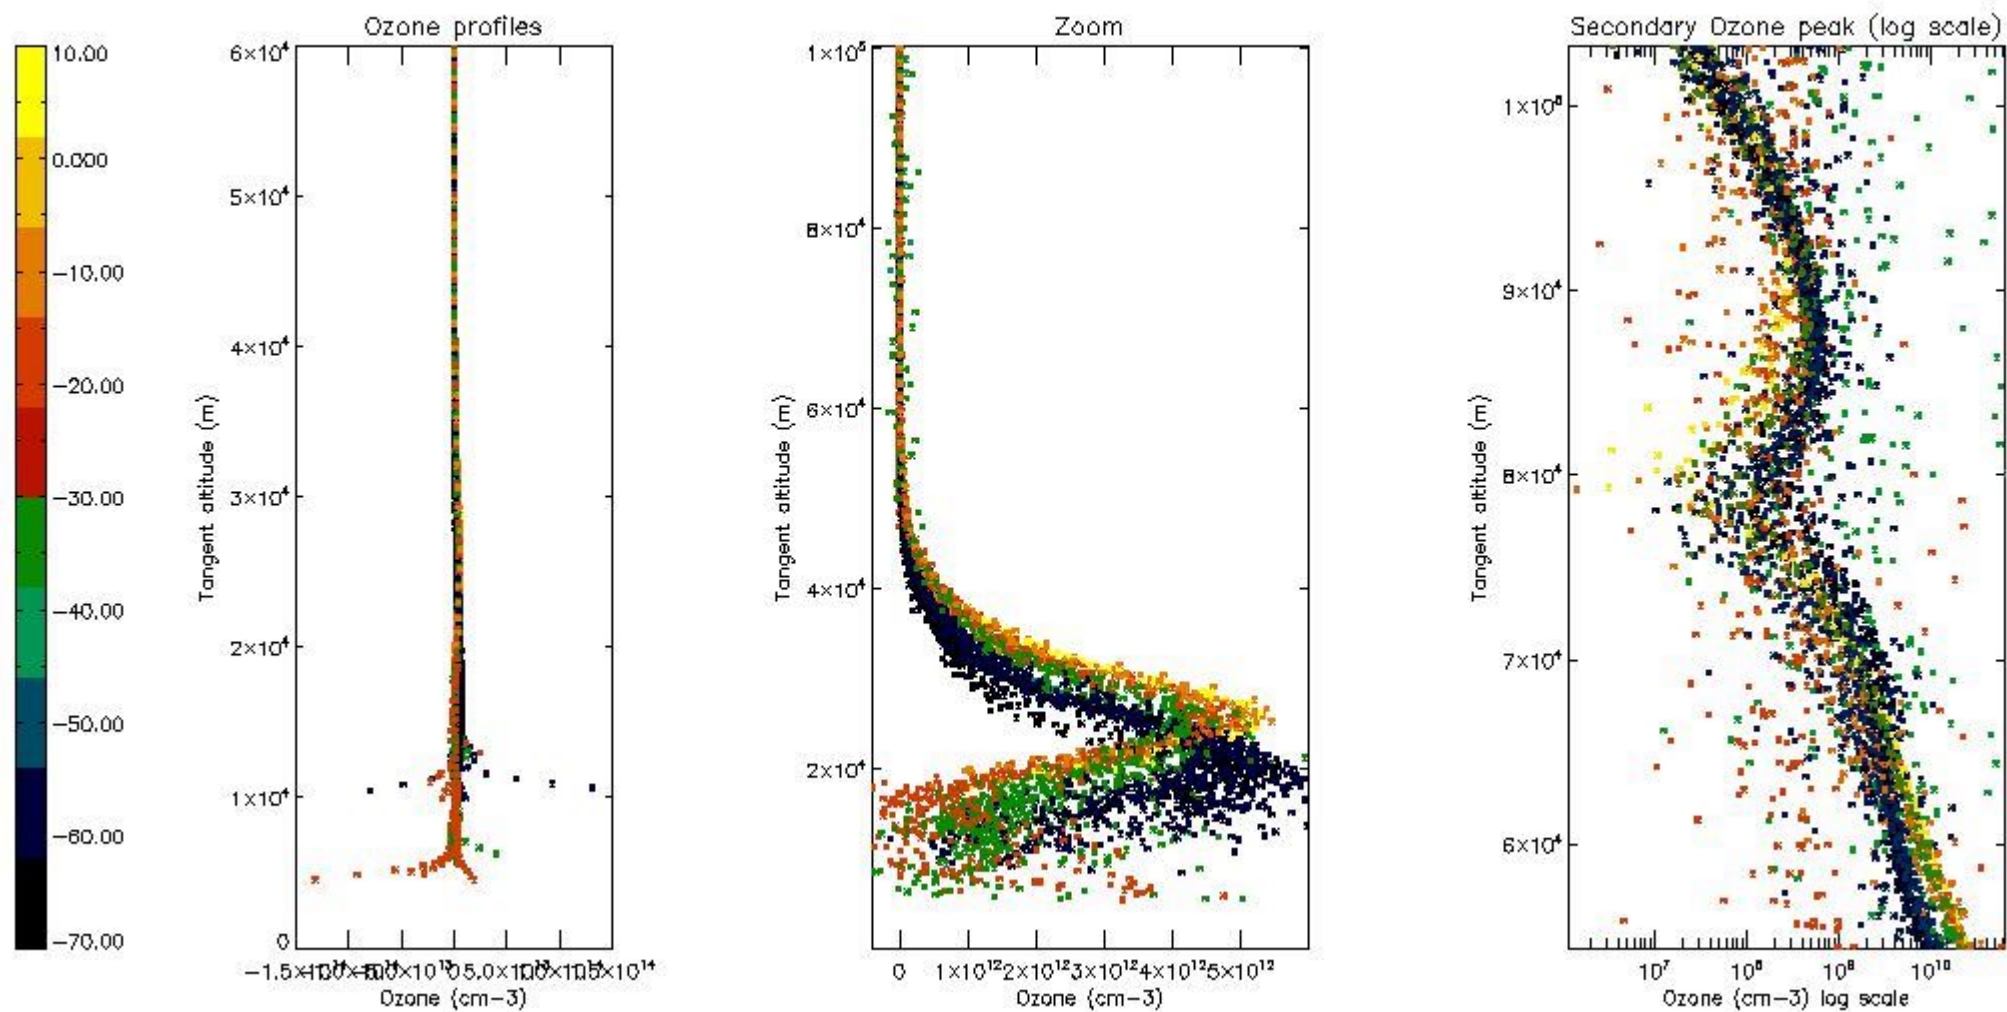 Ozone profiles
Zoom
Secondary Ozone peak (log scale)
10.00
0.000
−10.00
−20.00
−30.00
−40.00
−50.00
−60.00
−70.00
6×10⁴
5×10⁴
4×10⁴
3×10⁴
2×10⁴
1×10⁴
0
Tangent altitude (m)
Ozone (cm−3)
1×10⁵
8×10⁴
6×10⁴
4×10⁴
2×10⁴
Tangent altitude (m)
0 1×10¹² 2×10¹² 3×10¹² 4×10¹² 5×10¹²
Ozone (cm−3)
9×10⁴
8×10⁴
7×10⁴
6×10⁴
Tangent altitude (m)
10⁷ 10⁹ 10¹⁰
Ozone (cm−3) log scale